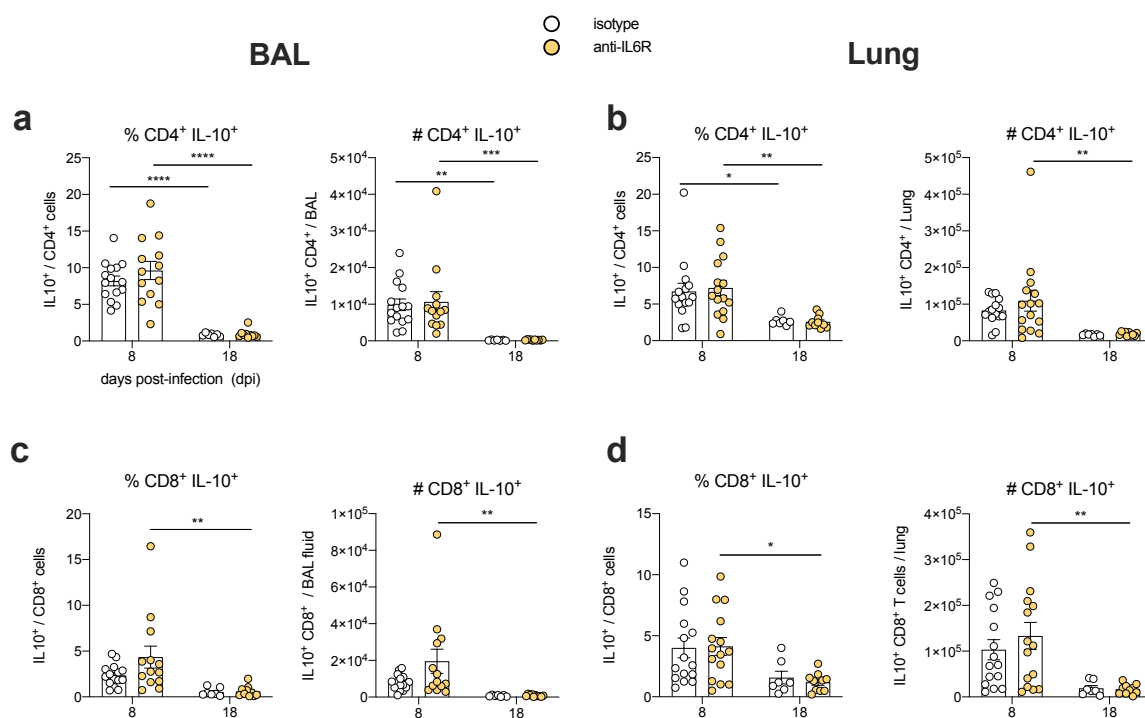 isotype
anti-IL6R
BAL
Lung
a
% CD4⁺ IL-10⁺
IL10⁺ / CD4⁺ cells
25
20
15
10
5
0
****
****
8
18
days post-infection (dpi)
# CD4⁺ IL-10⁺
IL10⁺ CD4⁺ / BAL
5×10⁴
4×10⁴
3×10⁴
2×10⁴
1×10⁴
0
***
**
8
18
b
% CD4⁺ IL-10⁺
IL10⁺ / CD4⁺ cells
25
20
15
10
5
0
**
*
8
18
# CD4⁺ IL-10⁺
IL10⁺ CD4⁺ / Lung
5×10⁵
4×10⁵
3×10⁵
2×10⁵
1×10⁵
0
**
8
18
c
% CD8⁺ IL-10⁺
IL10⁺ / CD8⁺ cells
20
15
10
5
0
**
8
18
# CD8⁺ IL-10⁺
IL10⁺ CD8⁺ / BAL fluid
1×10⁵
8×10⁴
6×10⁴
4×10⁴
2×10⁴
0
**
8
18
d
% CD8⁺ IL-10⁺
IL10⁺ / CD8⁺ cells
15
10
5
0
*
8
18
# CD8⁺ IL-10⁺
IL10⁺ CD8⁺ T cells / lung
4×10⁵
3×10⁵
2×10⁵
1×10⁵
0
**
8
18